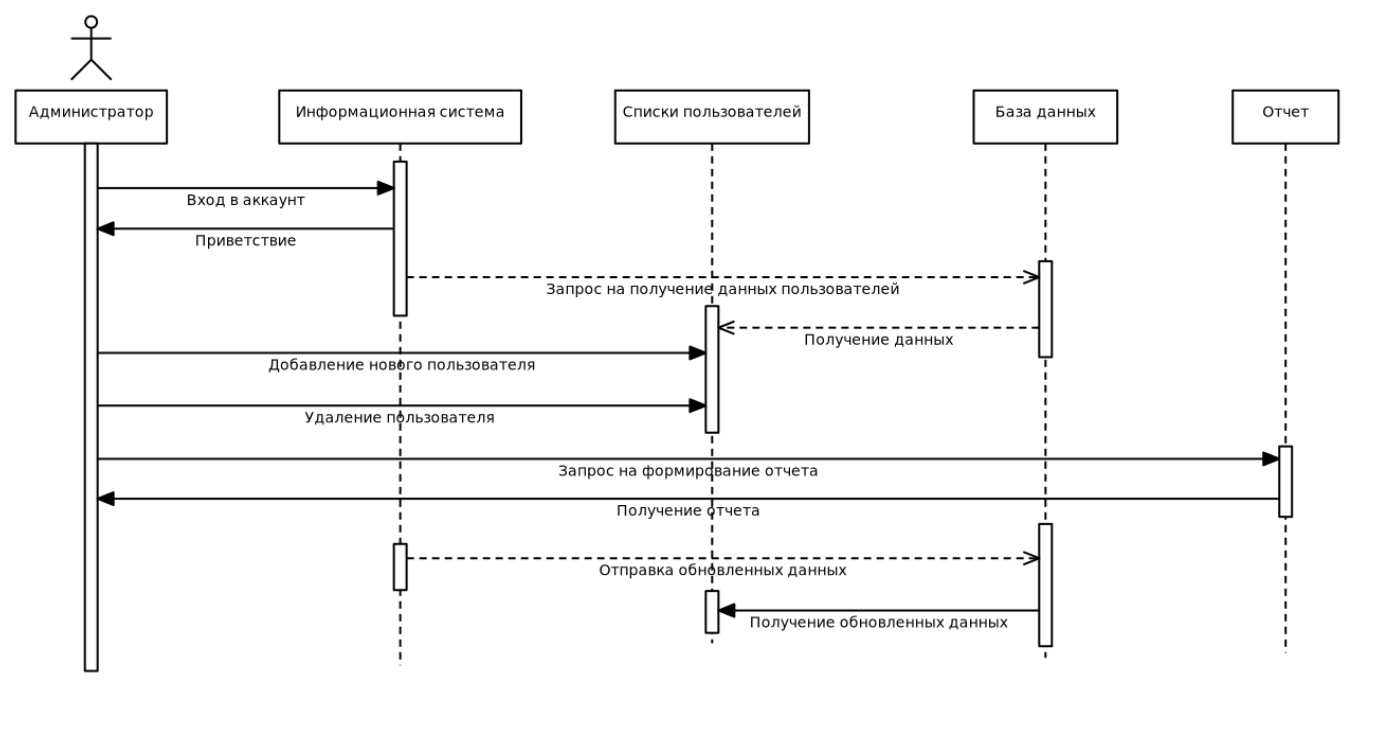 Администратор
Информационная система
Списки пользователей
База данных
Отчет
Вход в аккаунт
Приветствие
Запрос на получение данных пользователей
Получение данных
Добавление нового пользователя
Удаление пользователя
Запрос на формирование отчета
Получение отчета
Отправка обновленных данных
Получение обновленных данных